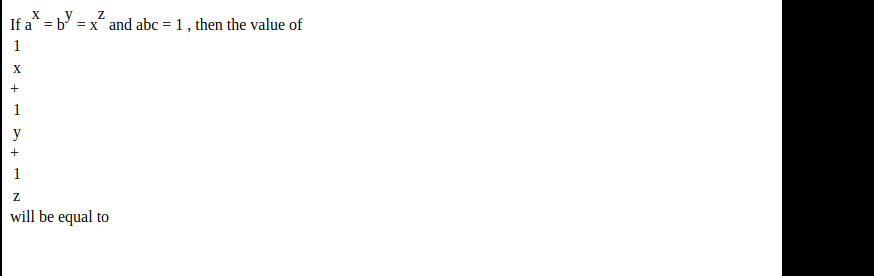 If a^x = b^y = x^z and abc = 1 , then the value of
1
x
+
1
y
+
1
z
will be equal to